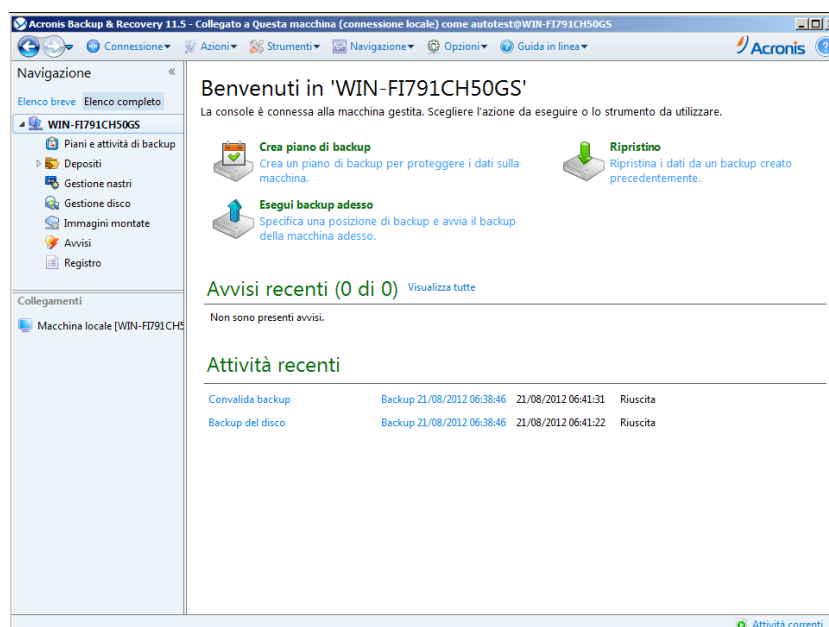 Acronis Backup & Recovery 11.5 - Collegato a Questa macchina (connessione locale) come autotest@WIN-FI791CH50GS
Connessione Azioni Strumenti Navigazione Opzioni Guida in linea Acronis
Navigazione
Elenco breve Elenco completo
WIN-FI791CH50GS
Piani e attività di backup
Depositi
Gestione nastri
Gestione disco
Immagini montate
Avvisi
Registro
Collegamenti
Macchina locale [WIN-FI791CH5
Benvenuti in 'WIN-FI791CH50GS'
La console è connessa alla macchina gestita. Scegliere l'azione da eseguire o lo strumento da utilizzare.
Crea piano di backup
Crea un piano di backup per proteggere i dati sulla
macchina.
Ripristino
Ripristina i dati da un backup creato
precedentemente.
Esegui backup adesso
Specifica una posizione di backup e avvia il backup
della macchina adesso.
Avvisi recenti (0 di 0) Visualizza tutte
Non sono presenti avvisi.
Attività recenti
Convalida backup Backup 21/08/2012 06:38:46 21/08/2012 06:41:31 Riuscita
Backup del disco Backup 21/08/2012 06:38:46 21/08/2012 06:41:22 Riuscita
Attività correnti